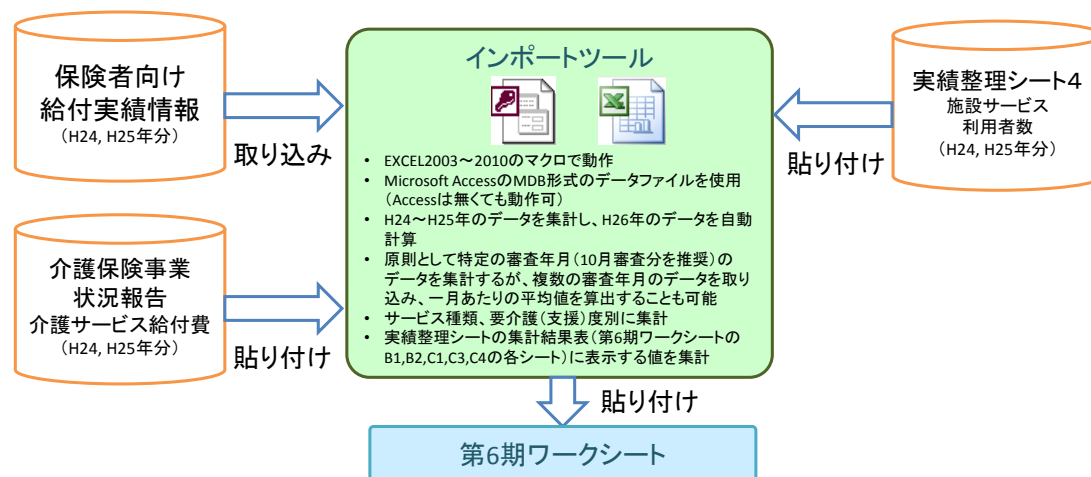 保険者向け
給付実績情報
（H24, H25年分）
取り込み
介護保険事業
状況報告
介護サービス給付費
（H24, H25年分）
貼り付け
インポートツール
• EXCEL2003～2010のマクロで動作
• Microsoft AccessのMDB形式のデータファイルを使用
（Accessは無くても動作可）
• H24～H25年のデータを集計し、H26年のデータを自動
計算
• 原則として特定の審査年月（10月審査分を推奨）の
データを集計するが、複数の審査年月のデータを取り
込み、一月あたりの平均値を算出することも可能
• サービス種類、要介護（支援）度別に集計
• 実績整理シートの集計結果表（第6期ワークシートの
B1,B2,C1,C3,C4の各シート）に表示する値を集計
実績整理シート4
施設サービス
利用者数
（H24, H25年分）
貼り付け
貼り付け
第6期ワークシート